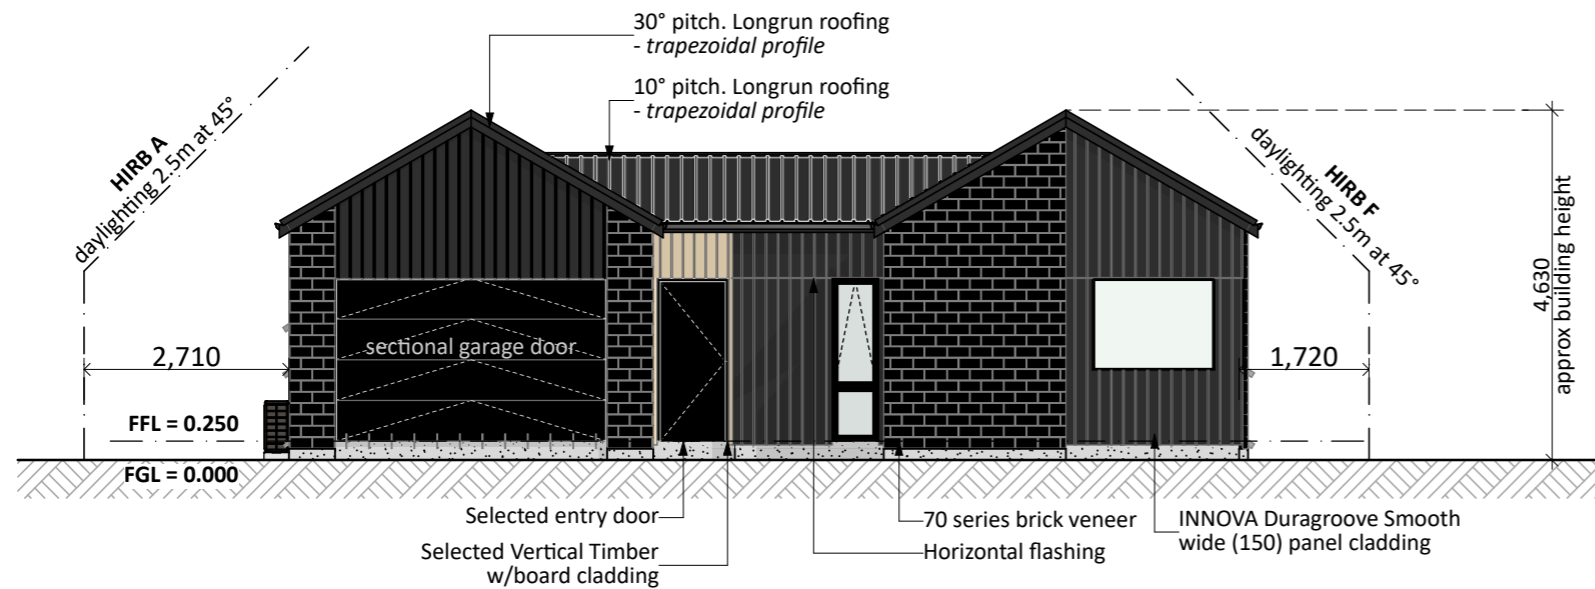 30° pitch. Longrun roofing
- trapezoidal profile
10° pitch. Longrun roofing
- trapezoidal profile
HIRB A
daylighting 2.5m at 45°
HIRB F
daylighting 2.5m at 45°
4,630
approx building height
sectional garage door
2,710
1,720
FFL = 0.250
FGL = 0.000
Selected entry door
Selected Vertical Timber
w/board cladding
70 series brick veneer
Horizontal flashing
INNOVA Duragroove Smooth
wide (150) panel cladding